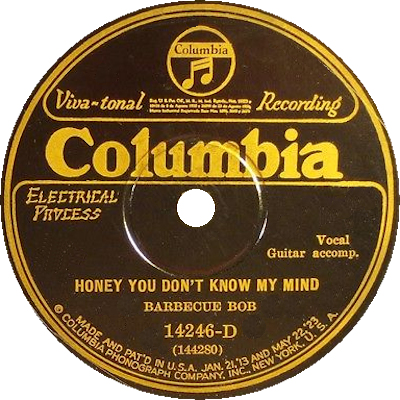 Columbia
Viva-tonal Recording
Columbia
ELECTRICAL
PROCESS
Vocal
Guitar accomp.
HONEY YOU DON'T KNOW MY MIND
BARBECUE BOB
14246-D
(144280)
MADE AND PAT'D IN U.S.A. JAN. 21,'13 AND MAY 22,'23
© COLUMBIA PHONOGRAPH COMPANY, INC., NEW YORK, U.S.A.